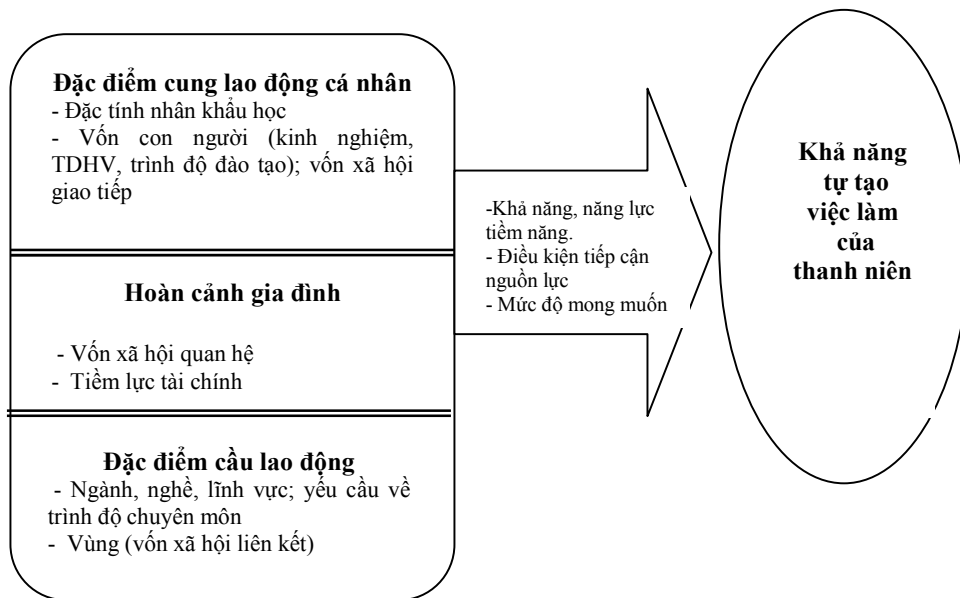 Đặc điểm cung lao động cá nhân
- Đặc tính nhân khẩu học
- Vốn con người (kinh nghiệm,
TDHV, trình độ đào tạo); vốn xã hội
giao tiếp
Hoàn cảnh gia đình
- Vốn xã hội quan hệ
- Tiềm lực tài chính
Đặc điểm cầu lao động
- Ngành, nghề, lĩnh vực; yếu cầu về
trình độ chuyên môn
- Vùng (vốn xã hội liên kết)
-Khả năng, năng lực
tiềm năng.
- Điều kiện tiếp cận
nguồn lực
- Mức độ mong muốn
Khả năng
tự tạo
việc làm
của
thanh niên